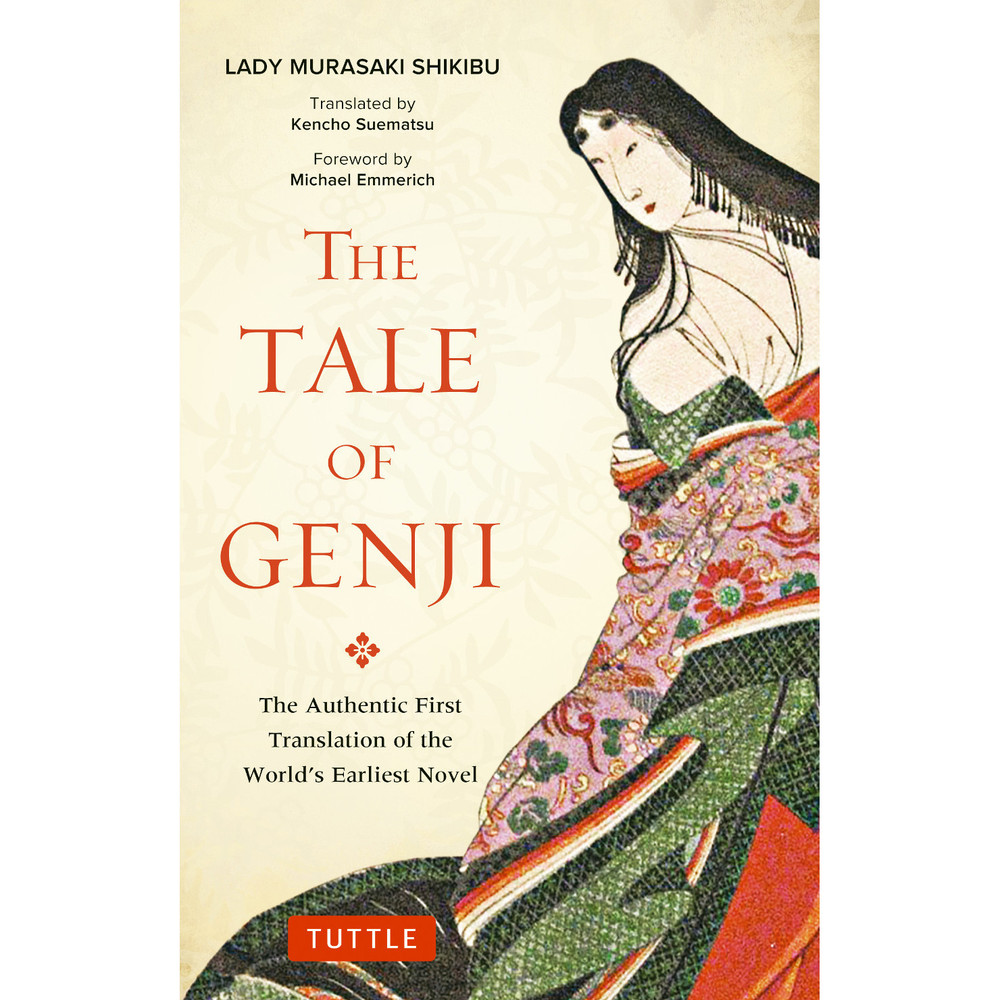 LADY MURASAKI SHIKIBU
Translated by
Kencho Suematsu
Foreword by
Michael Emmerich
THE
TALE
OF
GENJI
The Authentic First
Translation of the
World's Earliest Novel
TUTTLE